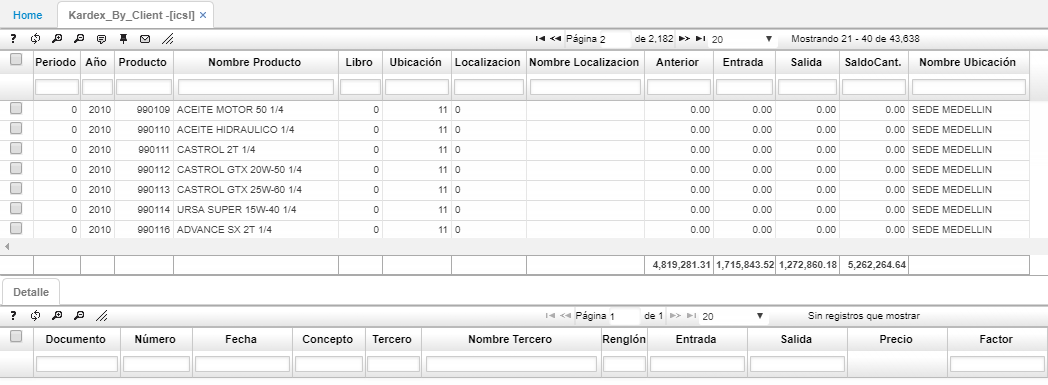 Home Kardex_By_Client -[icsl] ×
? Página 2 de 2,182 20 Mostrando 21 - 40 de 43,638
Periodo Año Producto Nombre Producto Libro Ubicación Localizacion Nombre Localizacion Anterior Entrada Salida SaldoCant. Nombre Ubicación
0 2010 990109 ACEITE MOTOR 50 1/4 0 11 0 0.00 0.00 0.00 0.00 SEDE MEDELLIN
0 2010 990110 ACEITE HIDRAULICO 1/4 0 11 0 0.00 0.00 0.00 0.00 SEDE MEDELLIN
0 2010 990111 CASTROL 2T 1/4 0 11 0 0.00 0.00 0.00 0.00 SEDE MEDELLIN
0 2010 990112 CASTROL GTX 20W-50 1/4 0 11 0 0.00 0.00 0.00 0.00 SEDE MEDELLIN
0 2010 990113 CASTROL GTX 25W-60 1/4 0 11 0 0.00 0.00 0.00 0.00 SEDE MEDELLIN
0 2010 990114 URSA SUPER 15W-40 1/4 0 11 0 0.00 0.00 0.00 0.00 SEDE MEDELLIN
0 2010 990116 ADVANCE SX 2T 1/4 0 11 0 0.00 0.00 0.00 0.00 SEDE MEDELLIN
4,819,281.31 1,715,843.52 1,272,860.18 5,262,264.64
Detalle
? Página 1 de 1 20 Sin registros que mostrar
Documento Número Fecha Concepto Tercero Nombre Tercero Renglón Entrada Salida Precio Factor